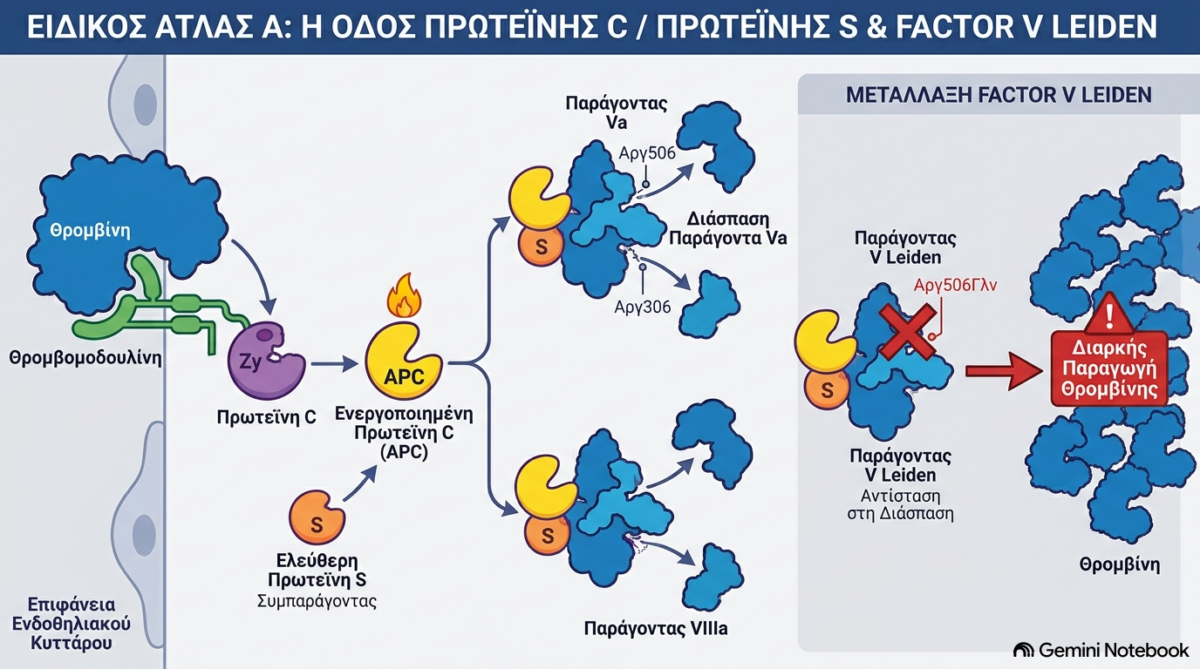 ΕΙΔΙΚΟΣ ΑΤΛΑΣ Α: Η ΟΔΟΣ ΠΡΩΤΕΪΝΗΣ C / ΠΡΩΤΕΪΝΗΣ S & FACTOR V LEIDEN
Θρομβίνη
Θρομβομοδουλίνη
Zy
Πρωτεΐνη C
APC
Ενεργοποιημένη
Πρωτεΐνη C
(APC)
S
Ελεύθερη
Πρωτεΐνη S
Συμπαράγοντας
Επιφάνεια
Ενδοθηλιακού
Κυττάρου
Παράγοντας
Va
Αργ506
S
Διάσπαση
Παράγοντα Va
Αργ306
S
Παράγοντας VIIIa
ΜΕΤΑΛΛΑΞΗ FACTOR V LEIDEN
Παράγοντας
V Leiden
Αργ506Γλν
S
Παράγοντας
V Leiden
Αντίσταση
στη Διάσπαση
!
Διαρκής
Παραγωγή
Θρομβίνης
Θρομβίνη
Gemini Notebook